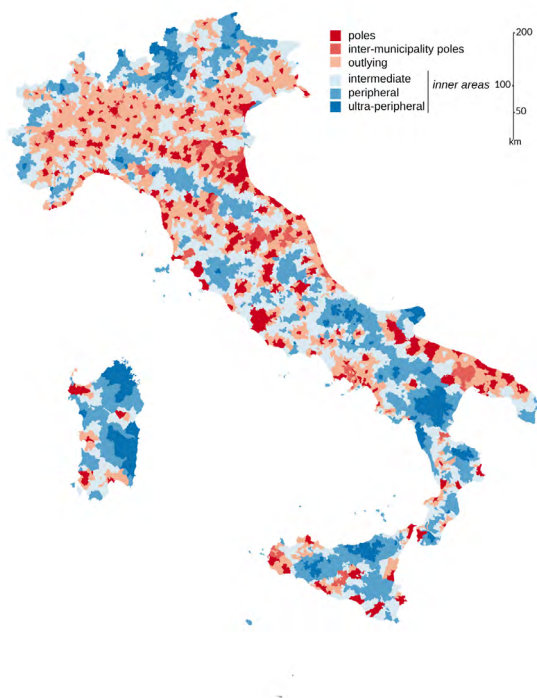 poles
inter-municipality poles
outlying
intermediate
peripheral
ultra-peripheral
inner areas
200
100
50
km